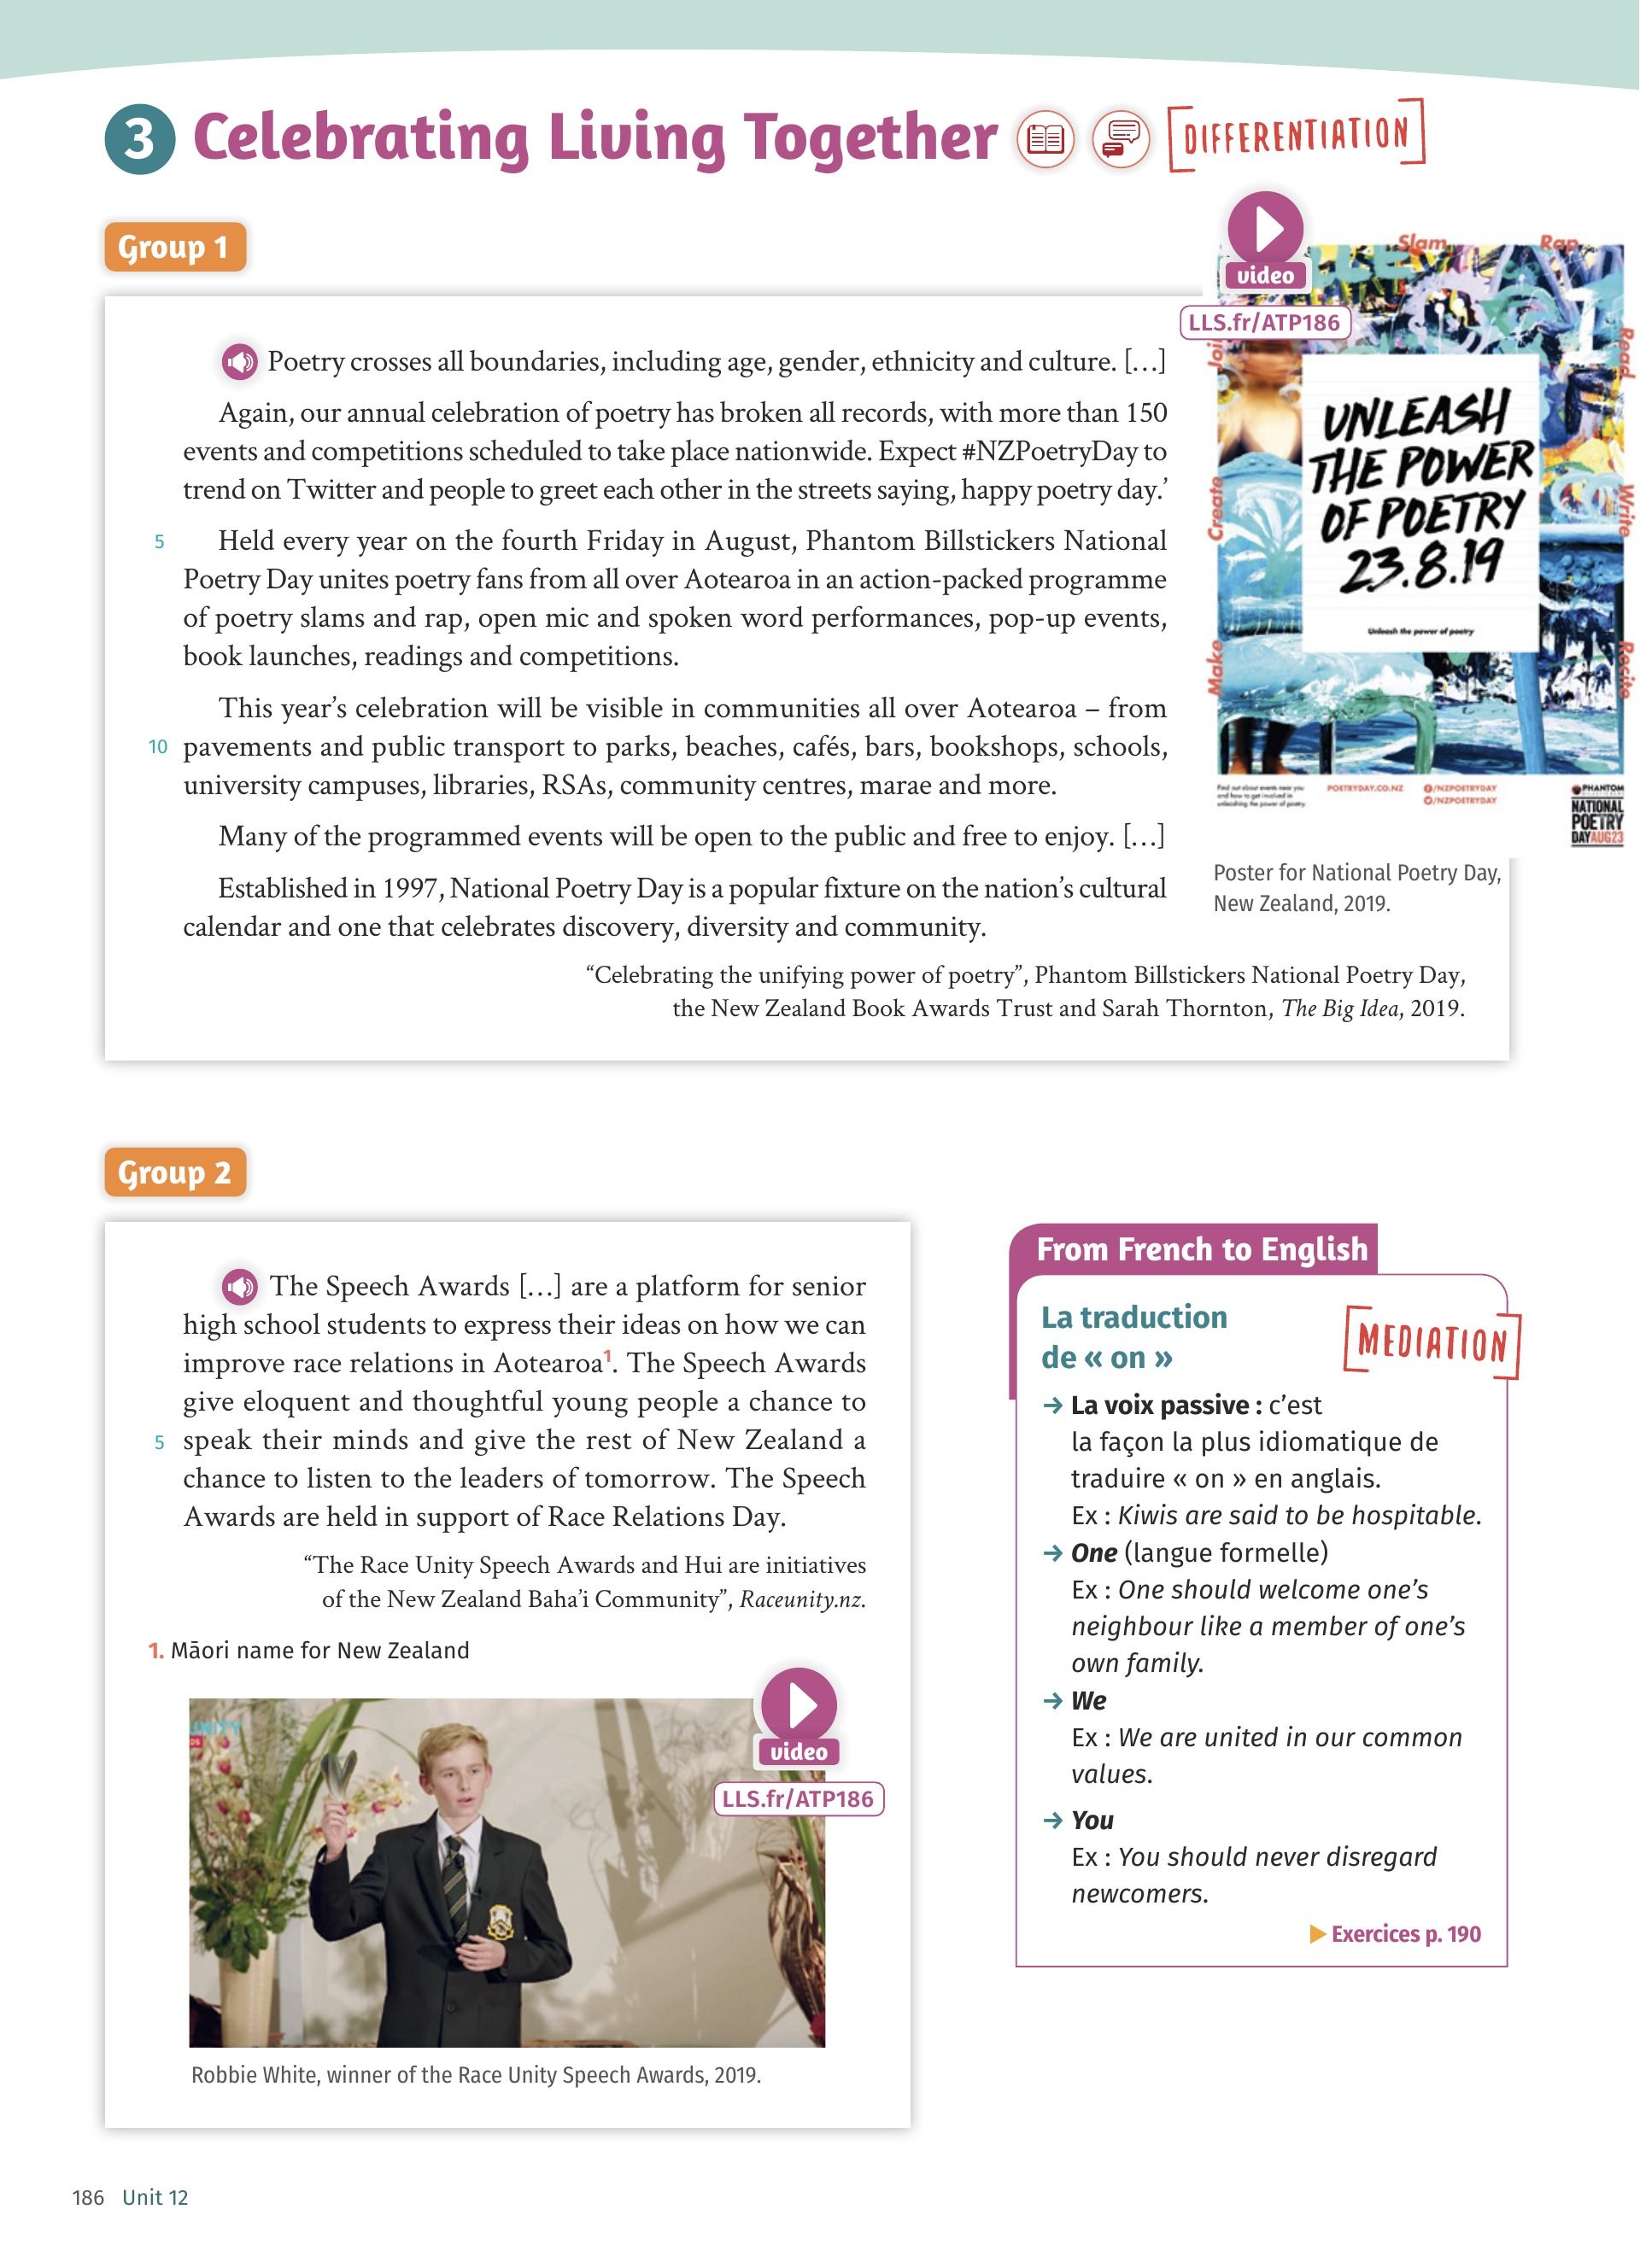 3 Celebrating Living Together
DIFFERENTIATION
Group 1
video
LLS.fr/ATP186
Poetry crosses all boundaries, including age, gender, ethnicity and culture. […]
Again, our annual celebration of poetry has broken all records, with more than 150
events and competitions scheduled to take place nationwide. Expect #NZPoetryDay to
trend on Twitter and people to greet each other in the streets saying, happy poetry day.’
5 Held every year on the fourth Friday in August, Phantom Billstickers National
Poetry Day unites poetry fans from all over Aotearoa in an action-packed programme
of poetry slams and rap, open mic and spoken word performances, pop-up events,
book launches, readings and competitions.
This year’s celebration will be visible in communities all over Aotearoa – from
10 pavements and public transport to parks, beaches, cafés, bars, bookshops, schools,
university campuses, libraries, RSAs, community centres, marae and more.
Many of the programmed events will be open to the public and free to enjoy. […]
Established in 1997, National Poetry Day is a popular fixture on the nation’s cultural
calendar and one that celebrates discovery, diversity and community.
“Celebrating the unifying power of poetry”, Phantom Billstickers National Poetry Day,
the New Zealand Book Awards Trust and Sarah Thornton, The Big Idea, 2019.
Slam
Rap
Join
Read
Create
Write
Make
Recite
UNLEASH
THE POWER
OF POETRY
23.8.19
Unleash the power of poetry
Find out about events near you
and how to get involved in
unleashing the power of poetry
POETRYDAY.CO.NZ
/NZPOETRYDAY
/NZPOETRYDAY
PHANTOM
NATIONAL
POETRY
DAY AUG23
Poster for National Poetry Day,
New Zealand, 2019.
Group 2
The Speech Awards […] are a platform for senior
high school students to express their ideas on how we can
improve race relations in Aotearoa1. The Speech Awards
give eloquent and thoughtful young people a chance to
5 speak their minds and give the rest of New Zealand a
chance to listen to the leaders of tomorrow. The Speech
Awards are held in support of Race Relations Day.
“The Race Unity Speech Awards and Hui are initiatives
of the New Zealand Baha’i Community”, Raceunity.nz.
1. Māori name for New Zealand
UNITY
video
LLS.fr/ATP186
Robbie White, winner of the Race Unity Speech Awards, 2019.
From French to English
La traduction
de « on »
MEDIATION
→ La voix passive : c’est
la façon la plus idiomatique de
traduire « on » en anglais.
Ex : Kiwis are said to be hospitable.
→ One (langue formelle)
Ex : One should welcome one’s
neighbour like a member of one’s
own family.
→ We
Ex : We are united in our common
values.
→ You
Ex : You should never disregard
newcomers.
Exercices p. 190
186 Unit 12